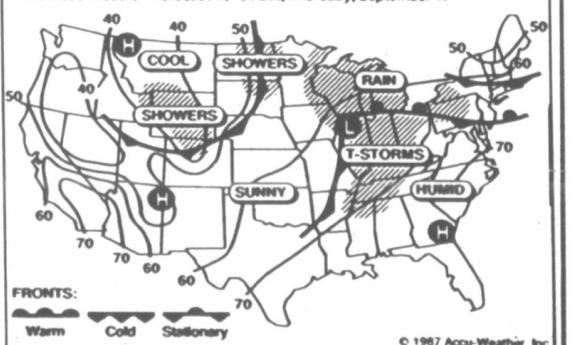 40 40 50 50
H 50
COOL SHOWERS 60
RAIN
50 40
SHOWERS
L
T-STORMS
70
H SUNNY HUMID
60 H
70 70 60 60
70
FRONTS:
Warm Cold Stationary
© 1987 Accu-Weather, Inc.